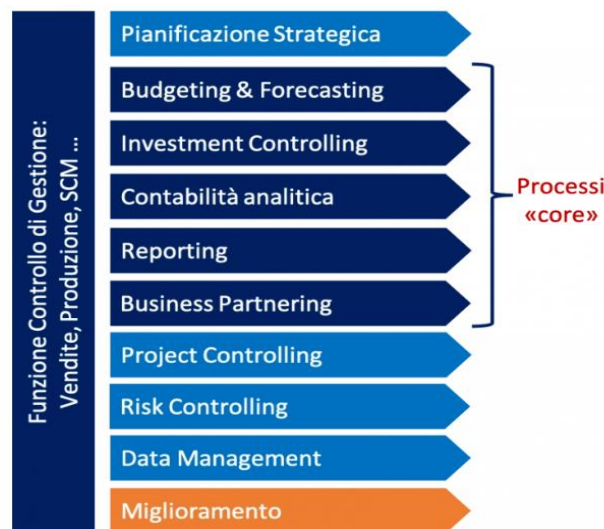 Funzione Controllo di Gestione:
Vendite, Produzione, SCM ...
Pianificazione Strategica
Budgeting & Forecasting
Investment Controlling
Contabilità analitica
Reporting
Business Partnering
Project Controlling
Risk Controlling
Data Management
Miglioramento
Processi
«core»